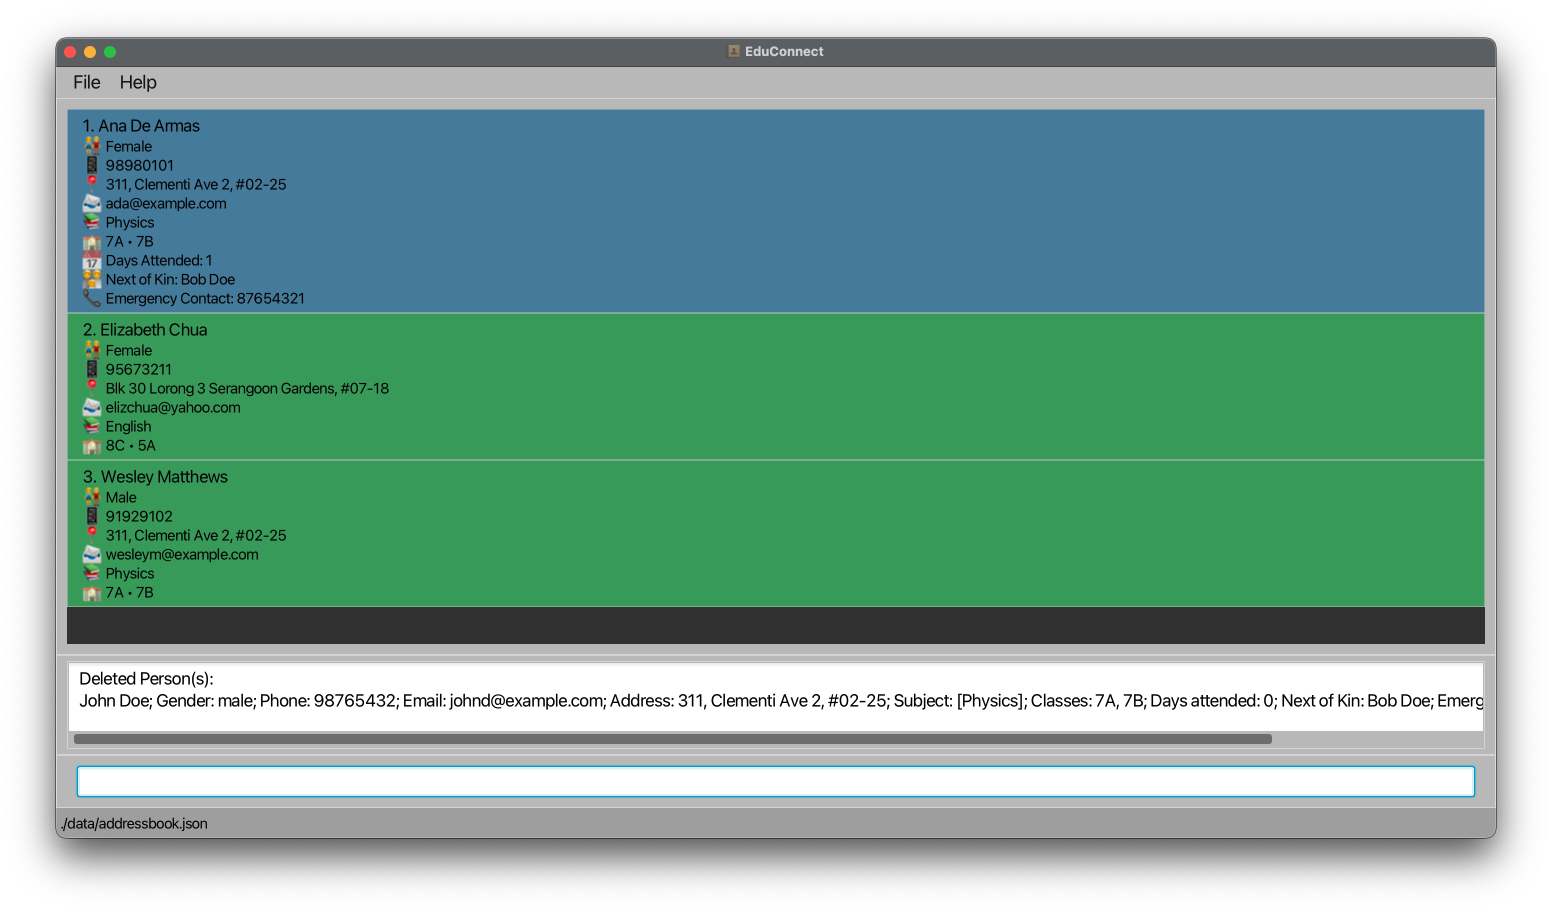 EduConnect
File Help
1. Ana De Armas
Female
98980101
311, Clementi Ave 2, #02-25
ada@example.com
Physics
7A • 7B
17 Days Attended: 1
Next of Kin: Bob Doe
Emergency Contact: 87654321
2. Elizabeth Chua
Female
95673211
Blk 30 Lorong 3 Serangoon Gardens, #07-18
elizchua@yahoo.com
English
8C • 5A
3. Wesley Matthews
Male
91929102
311, Clementi Ave 2, #02-25
wesleym@example.com
Physics
7A • 7B
Deleted Person(s):
John Doe; Gender: male; Phone: 98765432; Email: johnd@example.com; Address: 311, Clementi Ave 2, #02-25; Subject: [Physics]; Classes: 7A, 7B; Days attended: 0; Next of Kin: Bob Doe; Emerg
./data/addressbook.json